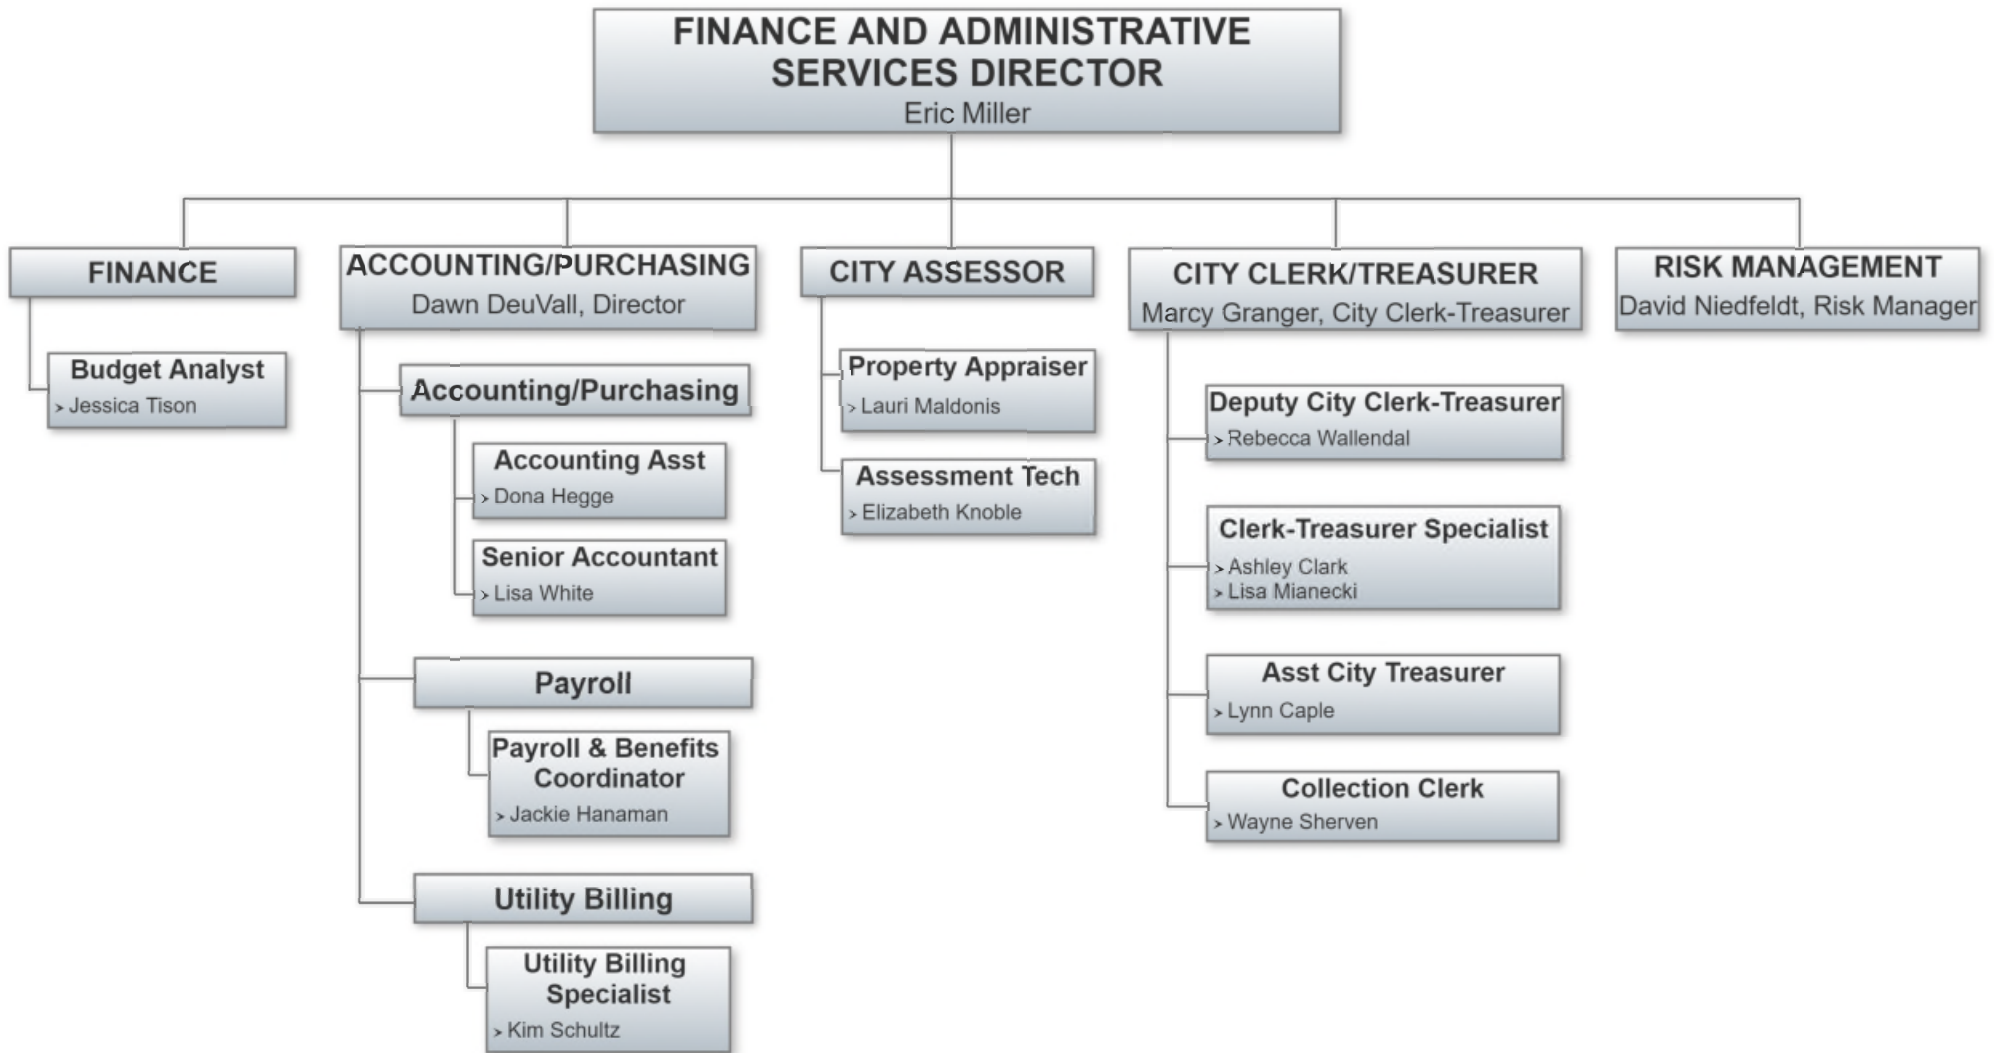 FINANCE AND ADMINISTRATIVE
SERVICES DIRECTOR
Eric Miller
FINANCE
Budget Analyst
> Jessica Tison
ACCOUNTING/PURCHASING
Dawn DeuVall, Director
Accounting/Purchasing
Accounting Asst
> Dona Hegge
Senior Accountant
> Lisa White
Payroll
Payroll & Benefits
Coordinator
> Jackie Hanaman
Utility Billing
Utility Billing
Specialist
> Kim Schultz
CITY ASSESSOR
Property Appraiser
> Lauri Maldonis
Assessment Tech
> Elizabeth Knoble
CITY CLERK/TREASURER
Marcy Granger, City Clerk-Treasurer
Deputy City Clerk-Treasurer
> Rebecca Wallendal
Clerk-Treasurer Specialist
> Ashley Clark
> Lisa Mianecki
Asst City Treasurer
> Lynn Caple
Collection Clerk
> Wayne Sherven
RISK MANAGEMENT
David Niedfeldt, Risk Manager